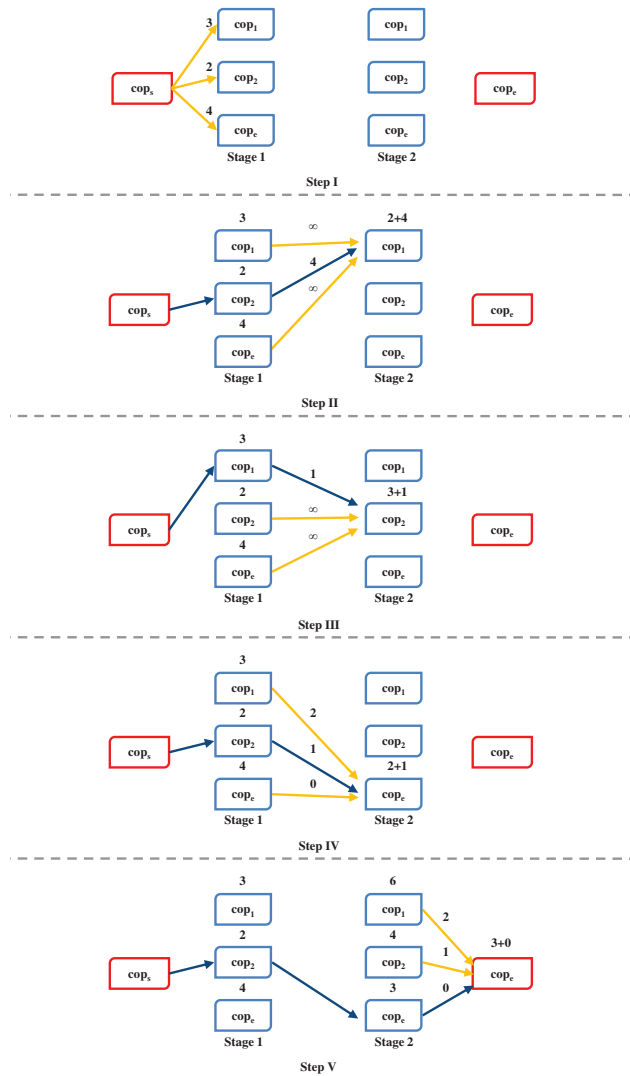 3
cop₁
cop₁
2
copₛ
cop₂
cop₂
copₑ
4
copₑ
copₑ
Stage 1
Stage 2
Step I
3
∞
2+4
cop₁
cop₁
2
4
copₛ
cop₂
∞
cop₂
copₑ
4
copₑ
copₑ
Stage 1
Stage 2
Step II
3
cop₁
1
cop₁
2
3+1
copₛ
cop₂
∞
cop₂
copₑ
4
∞
copₑ
copₑ
Stage 1
Stage 2
Step III
3
cop₁
2
cop₁
2
copₛ
cop₂
1
cop₂
copₑ
4
2+1
copₑ
0
copₑ
Stage 1
Stage 2
Step IV
3
6
cop₁
cop₁
2
2
4
1
3+0
copₛ
cop₂
cop₂
copₑ
4
3
0
copₑ
copₑ
Stage 1
Stage 2
Step V